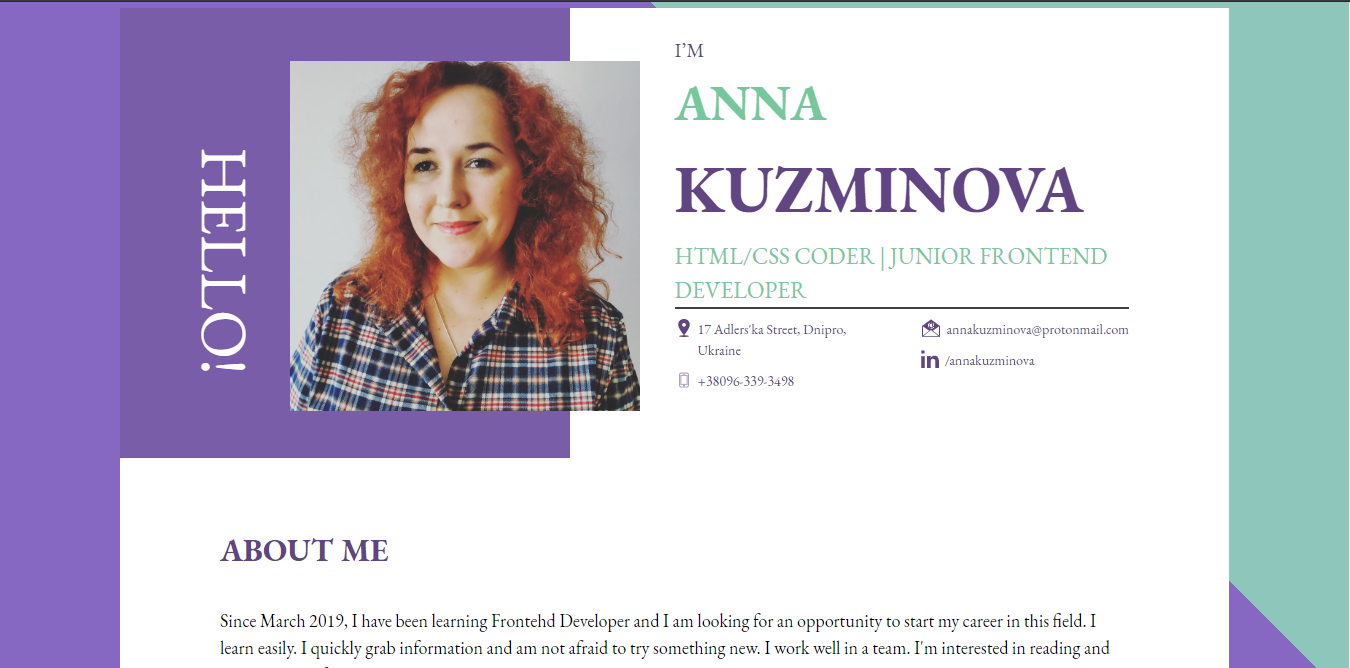 HELLO!
I'M
ANNA
KUZMINOVA
HTML/CSS CODER | JUNIOR FRONTEND
DEVELOPER
17 Adlers'ka Street, Dnipro,
Ukraine
+38096-339-3498
annakuzminova@protonmail.com
in /annakuzminova
ABOUT ME
Since March 2019, I have been learning Frontehd Developer and I am looking for an opportunity to start my career in this field. I
learn easily. I quickly grab information and am not afraid to try something new. I work well in a team. I'm interested in reading and